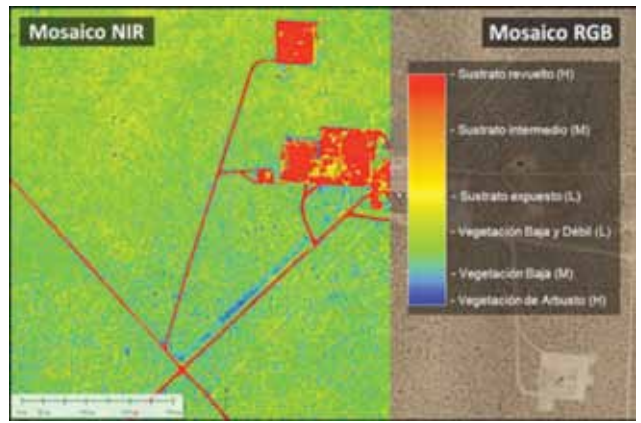 Mosaico NIR
Mosaico RGB
- Sustrato revuelto (H)
- Sustrato intermedio (M)
- Sustrato expuesto (L)
- Vegetación Baja y Débil (L)
- Vegetación Baja (M)
- Vegetación de Arbusto (H)